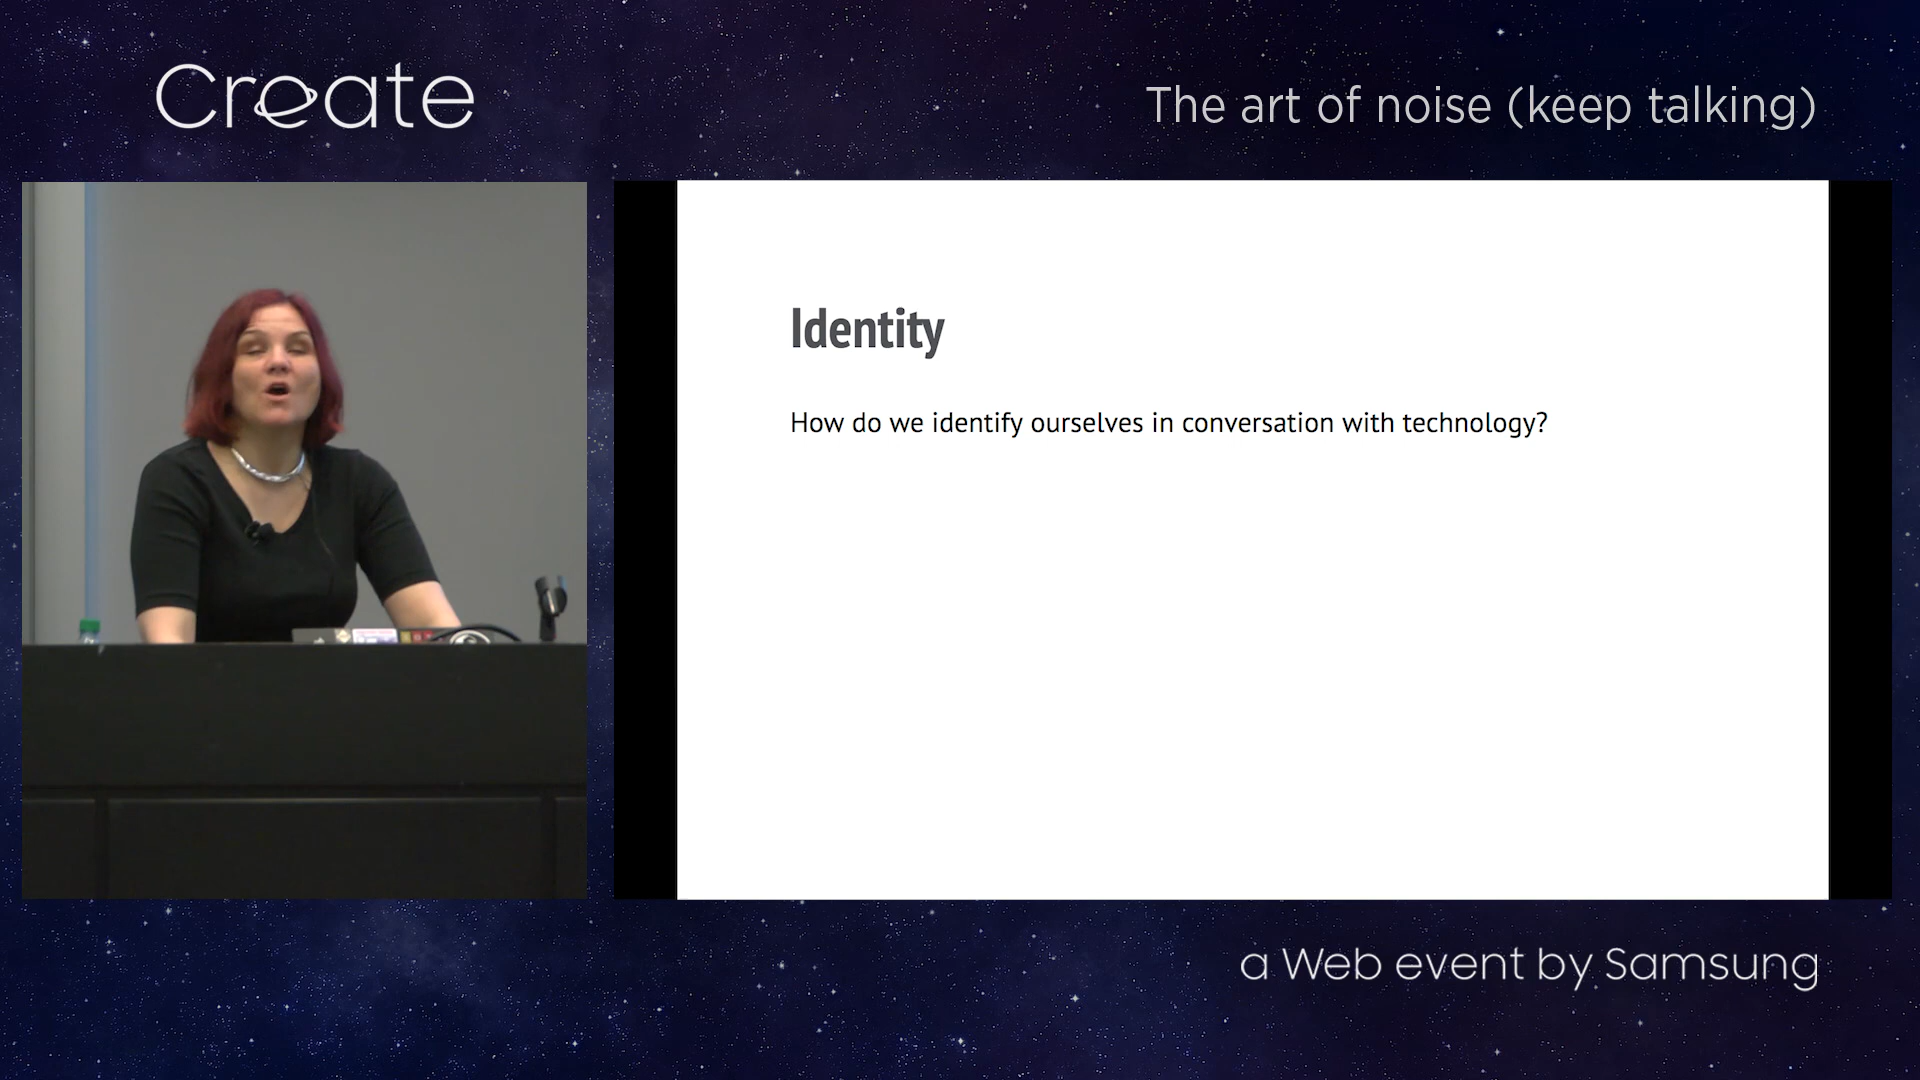 Create
The art of noise (keep talking)
Identity
How do we identify ourselves in conversation with technology?
a Web event by Samsung